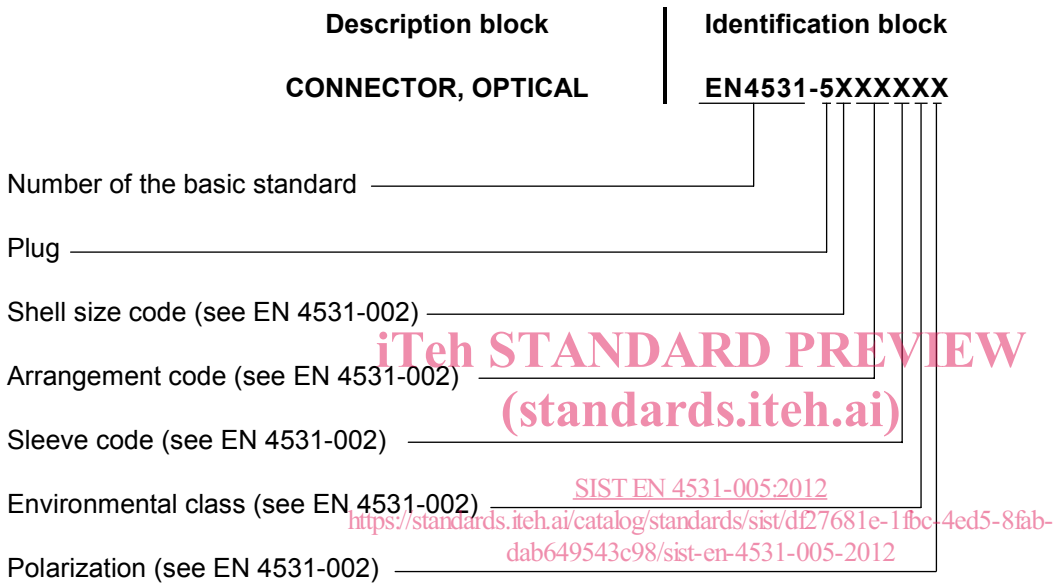 Description block Identification block
CONNECTOR, OPTICAL EN4531-5XXXXXX
Number of the basic standard
Plug
Shell size code (see EN 4531-002)
iTeh STANDARD PREVIEW
Arrangement code (see EN 4531-002)
(standards.iteh.ai)
Sleeve code (see EN 4531-002)
SIST EN 4531-005:2012
Environmental class (see EN 4531-002)
https://standards.iteh.ai/catalog/standards/sist/df27681e-1fbc-4ed5-8fab-
dab649543c98/sist-en-4531-005-2012
Polarization (see EN 4531-002)